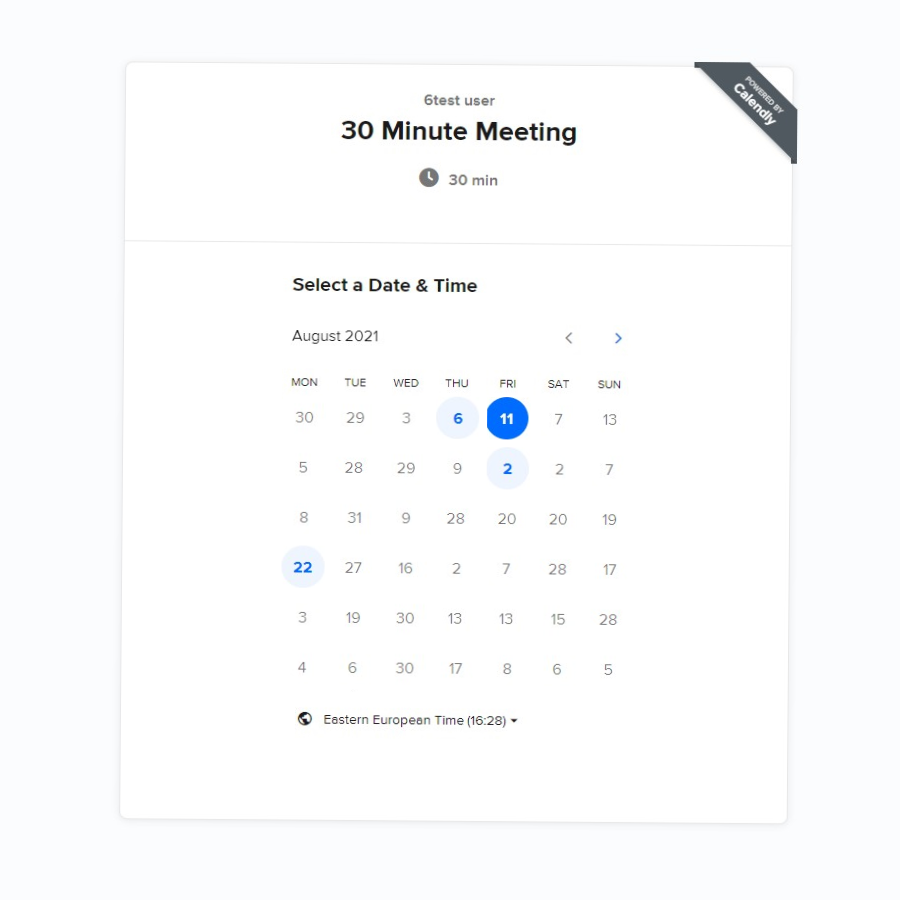 POWERED BY
Calendly
6test user
30 Minute Meeting
30 min
Select a Date & Time
August 2021
MON TUE WED THU FRI SAT SUN
30 29 3 6 11 7 13
5 28 29 9 2 2 7
8 31 9 28 20 20 19
22 27 16 2 7 28 17
3 19 30 13 13 15 28
4 6 30 17 8 6 5
Eastern European Time (16:28)